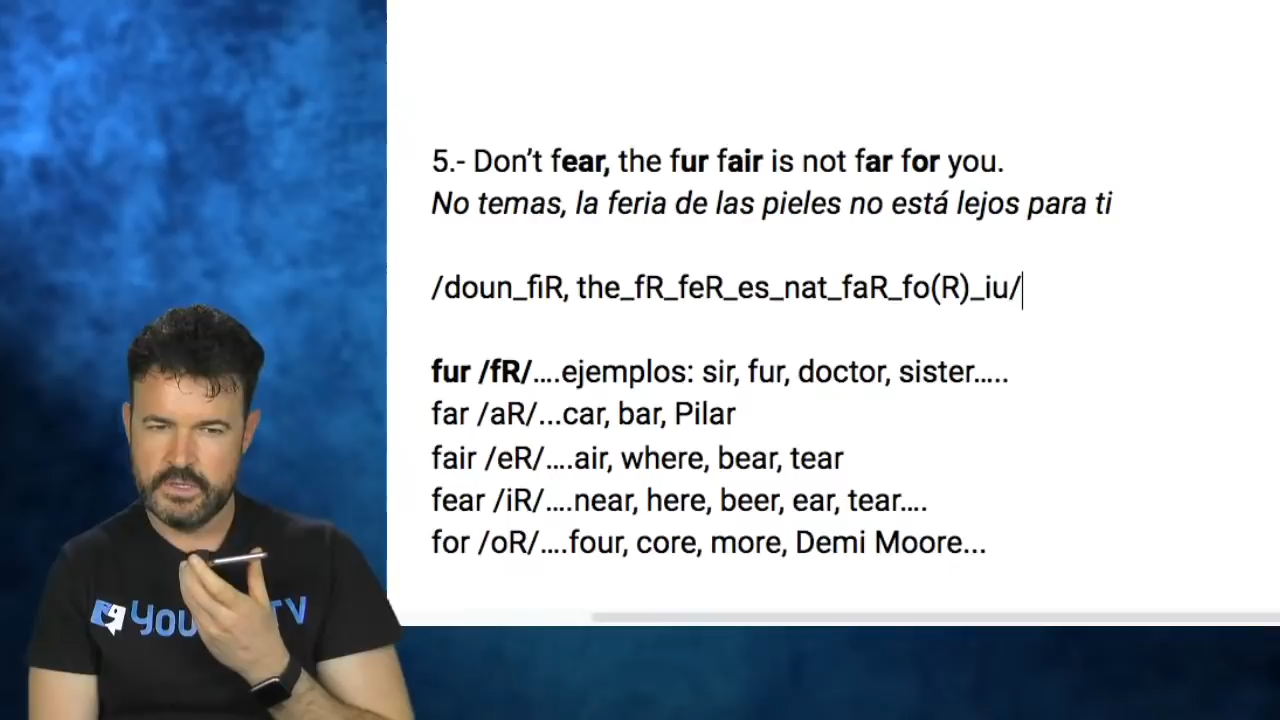 5.- Don’t fear, the fur fair is not far for you.
No temas, la feria de las pieles no está lejos para ti
/doun_fiR, the_fR_feR_es_nat_faR_fo(R)_iu/
fur /fR/….ejemplos: sir, fur, doctor, sister…..
far /aR/...car, bar, Pilar
fair /eR/….air, where, bear, tear
fear /iR/….near, here, beer, ear, tear….
for /oR/….four, core, more, Demi Moore...
You TV